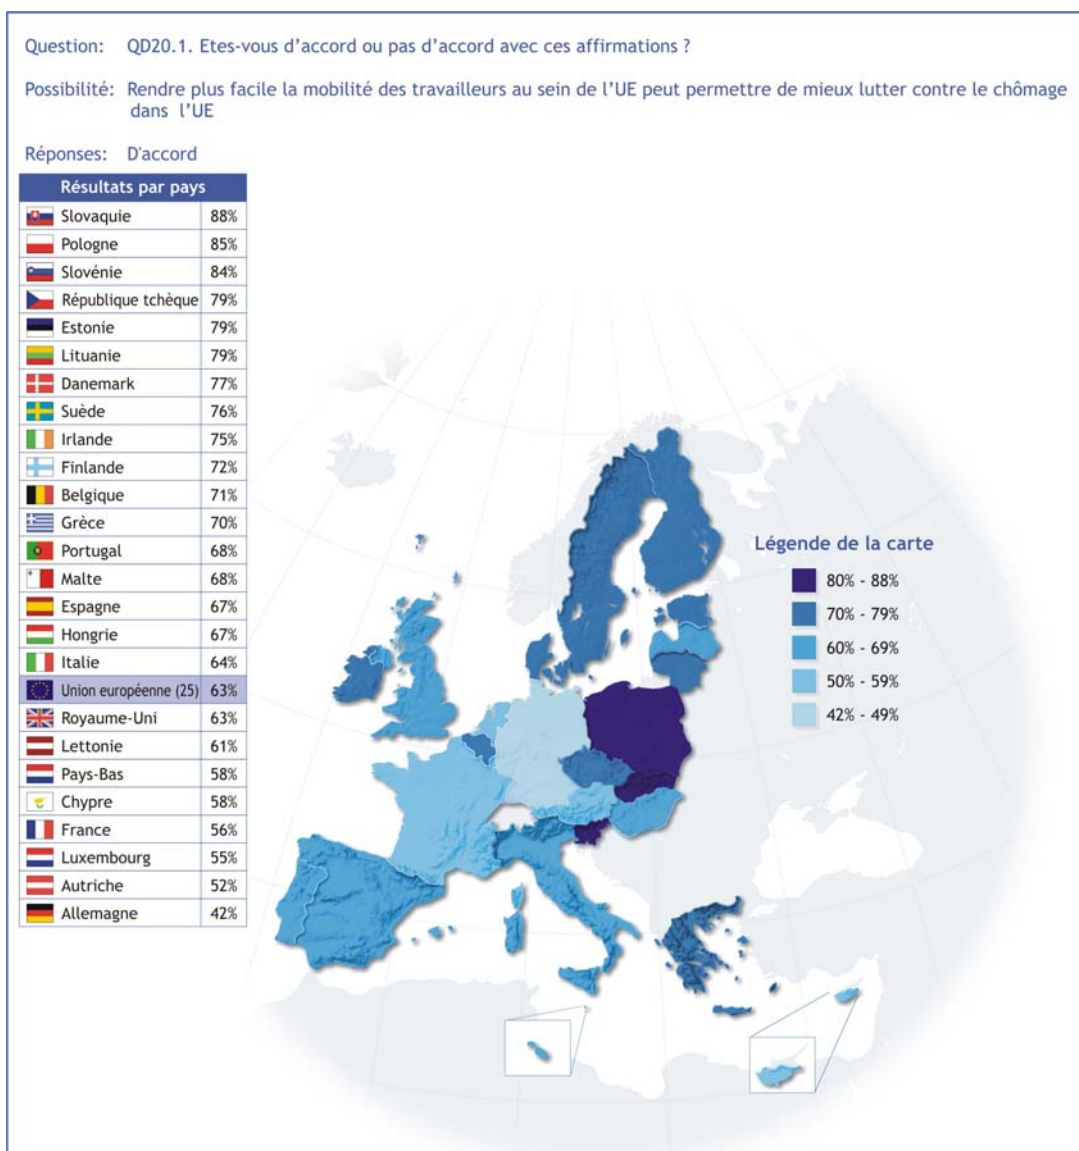 Question: QD20.1. Etes-vous d'accord ou pas d'accord avec ces affirmations ?
Possibilité: Rendre plus facile la mobilité des travailleurs au sein de l'UE peut permettre de mieux lutter contre le chômage
dans l'UE
Réponses: D'accord
Résultats par pays
Slovaquie 88%
Pologne 85%
Slovénie 84%
République tchèque 79%
Estonie 79%
Lituanie 79%
Danemark 77%
Suède 76%
Irlande 75%
Finlande 72%
Belgique 71%
Grèce 70%
Portugal 68%
Malte 68%
Espagne 67%
Hongrie 67%
Italie 64%
Union européenne (25) 63%
Royaume-Uni 63%
Lettonie 61%
Pays-Bas 58%
Chypre 58%
France 56%
Luxembourg 55%
Autriche 52%
Allemagne 42%
Légende de la carte
80% - 88%
70% - 79%
60% - 69%
50% - 59%
42% - 49%